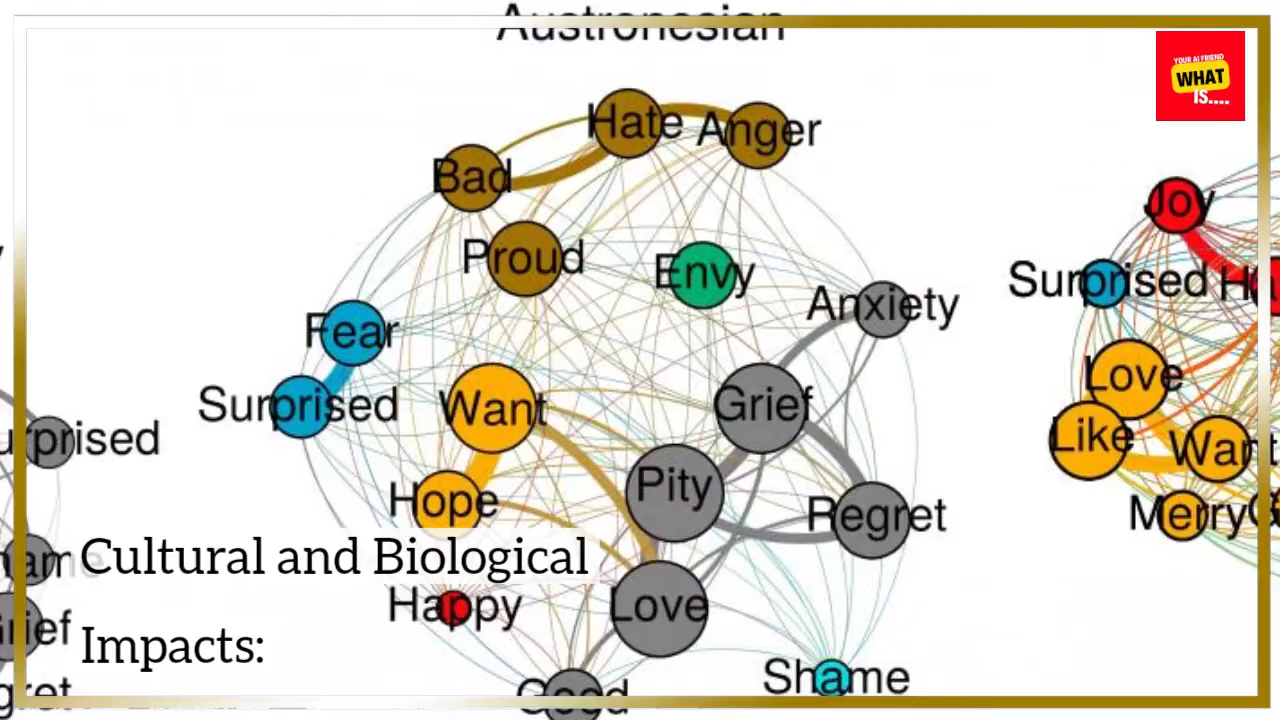 Austronesian
YOUR AI FRIEND
WHAT
IS....
Hate
Anger
Bad
Proud
Envy
Anxiety
Fear
Surprised
Want
Grief
Hope
Pity
Regret
Happy
Love
Good
Shame
Joy
Surprised
Love
Like
Want
Merry
Cultural and Biological
Impacts: